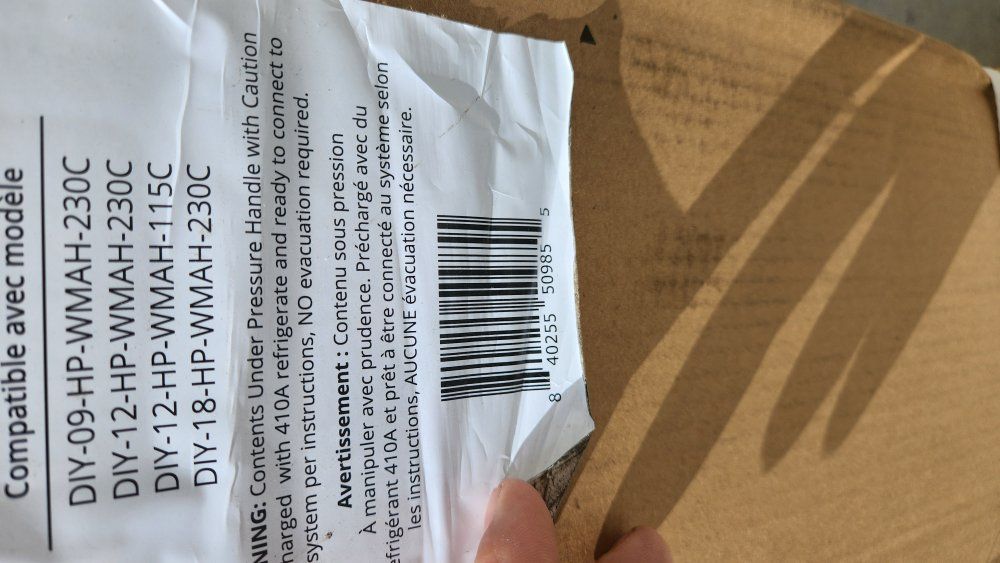 Compatible avec modèle
DIY-09-HP-WMAH-230C
DIY-12-HP-WMAH-230C
DIY-12-HP-WMAH-115C
DIY-18-HP-WMAH-230C
NING: Contents Under Pressure Handle with Caution
harged with 410A refrigerate and ready to connect to
system per instructions, NO evacuation required.
Avertissement : Contenu sous pression
À manipuler avec prudence. Préchargé avec du
efrigérant 410A et prêt à être connecté au système selon
les instructions, AUCUNE évacuation nécessaire.
8 40255 50985 5